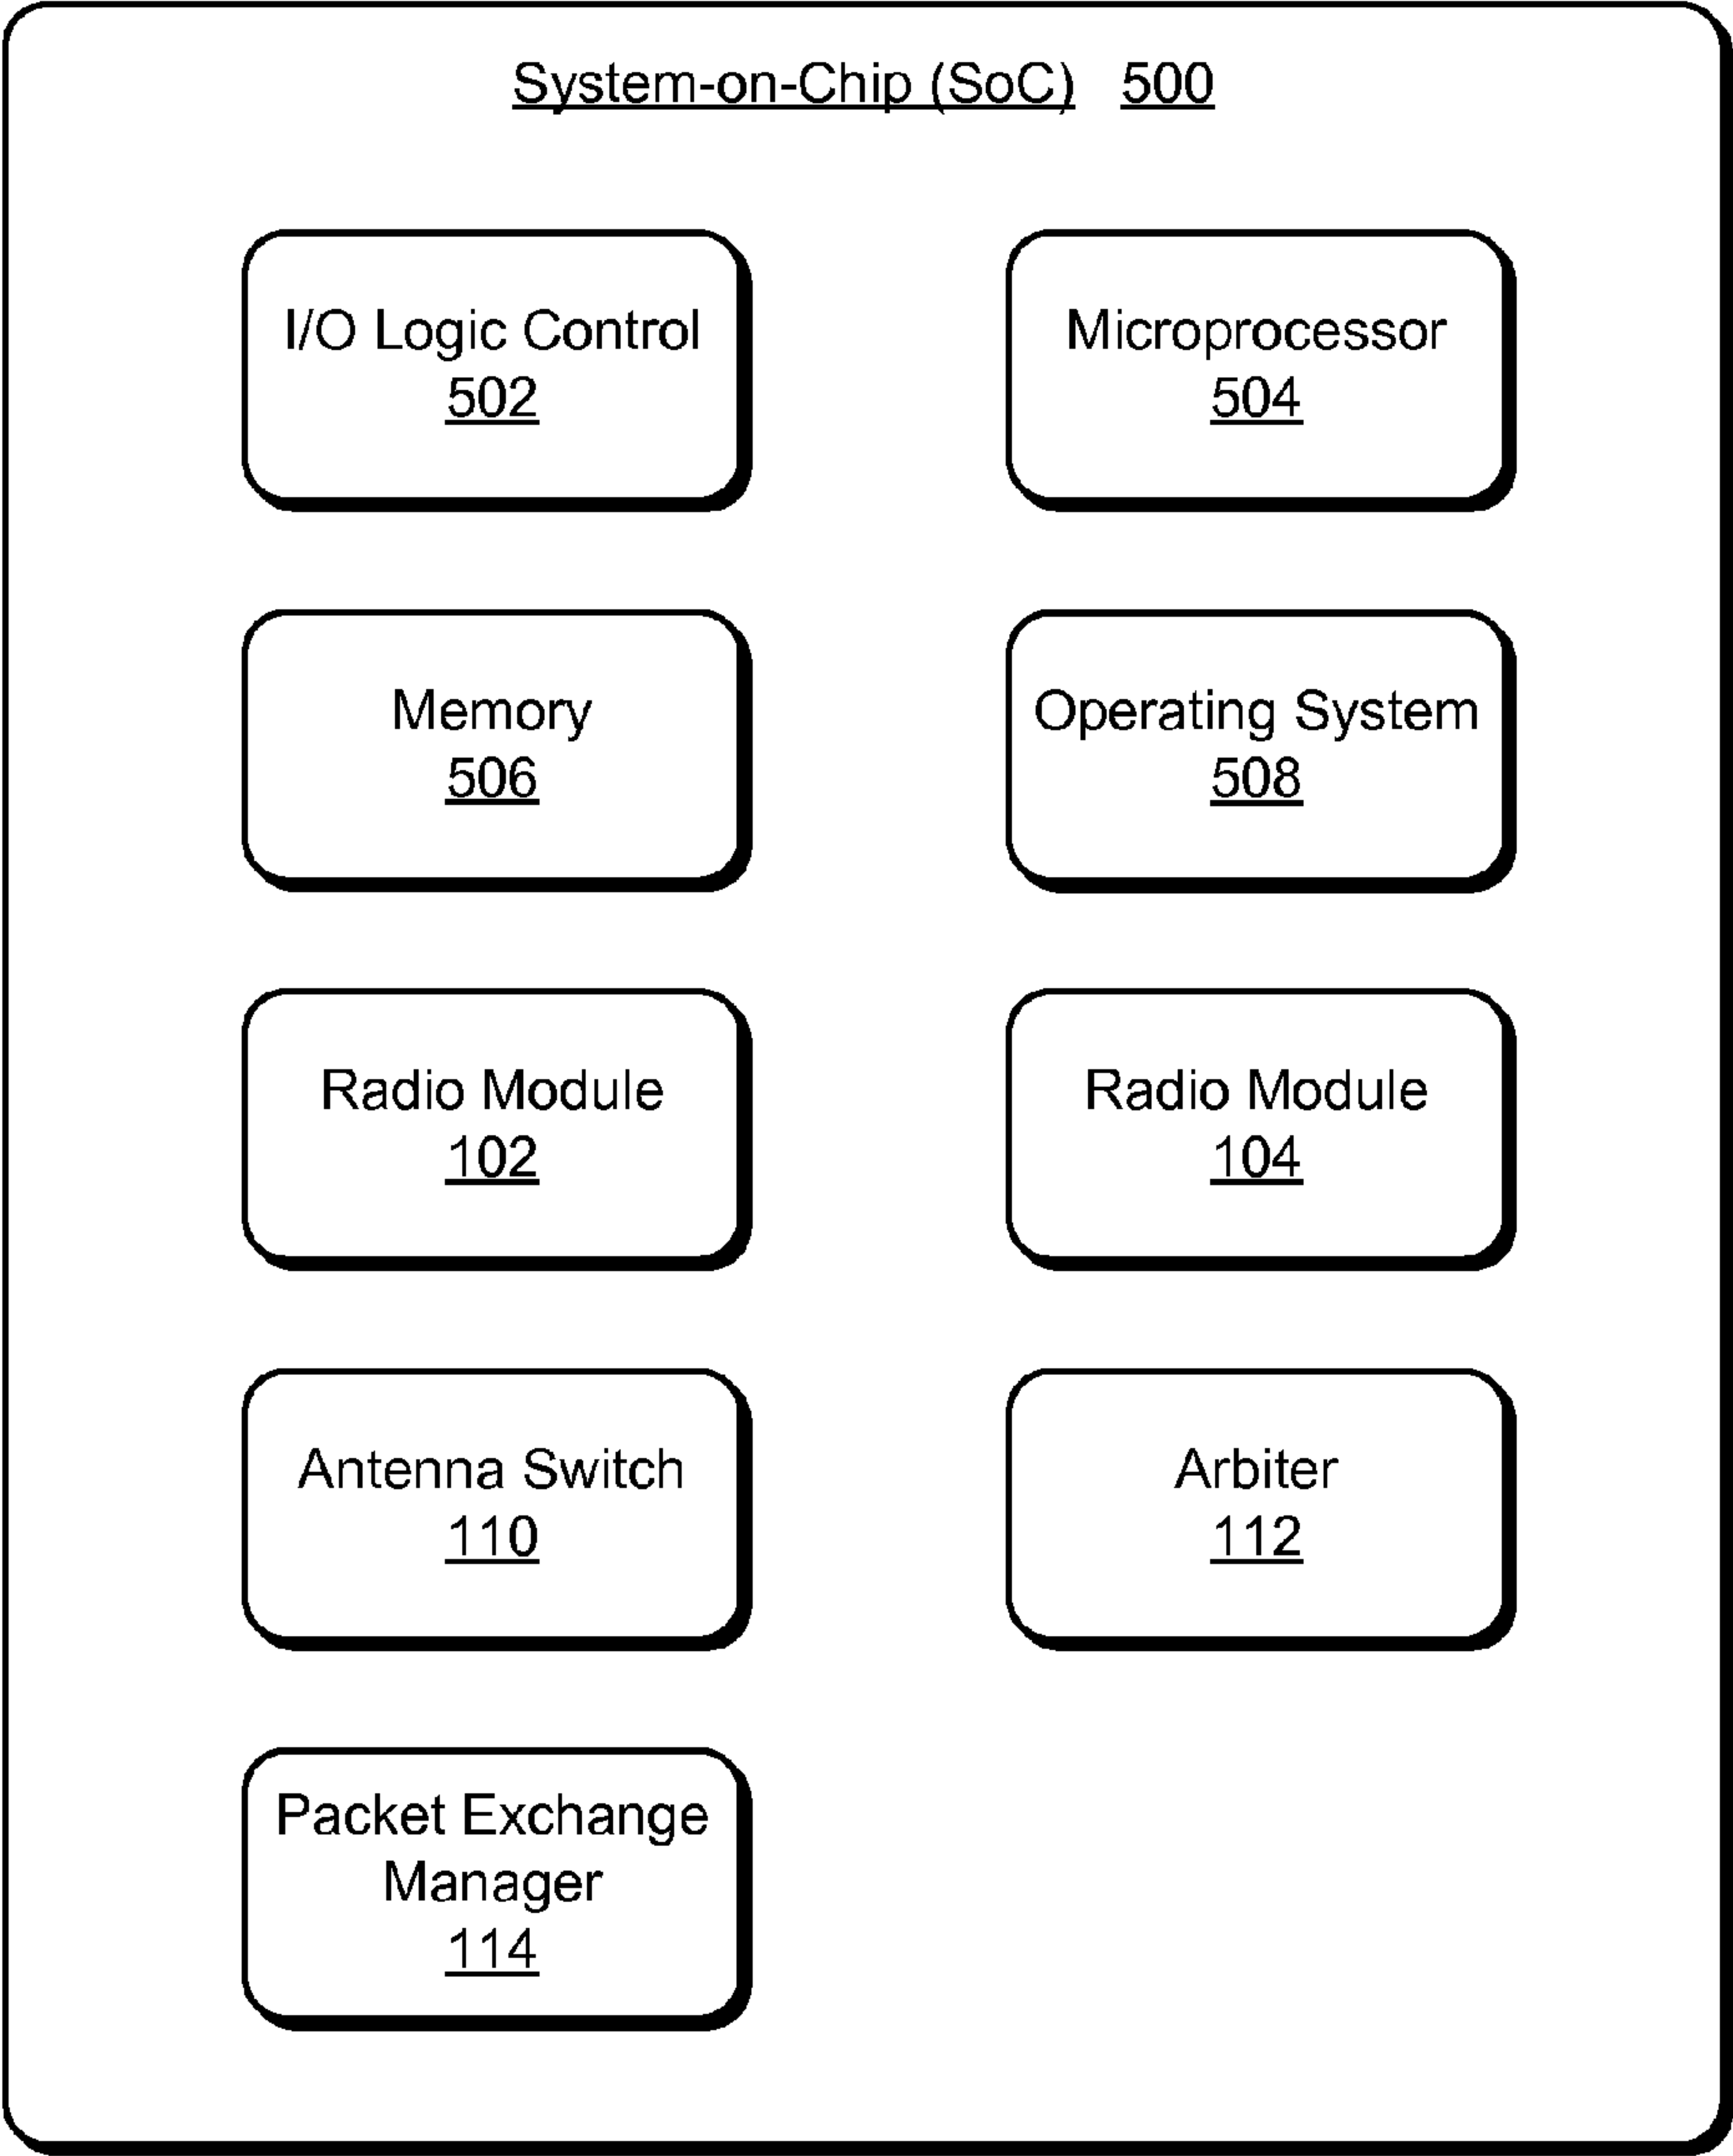 System-on-Chip (SoC) 500
I/O Logic Control
502
Microprocessor
504
Memory
506
Operating System
508
Radio Module
102
Radio Module
104
Antenna Switch
110
Arbiter
112
Packet Exchange
Manager
114